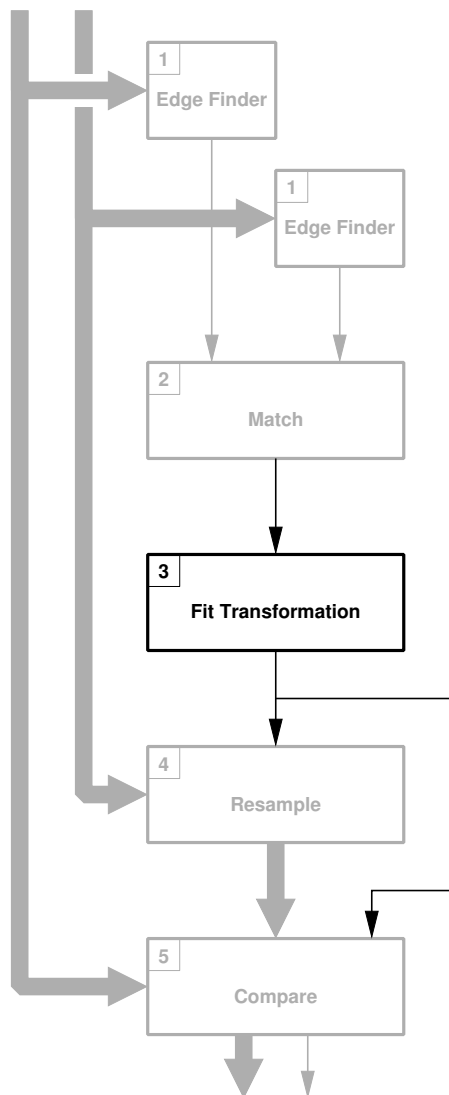 1
Edge Finder
1
Edge Finder
2
Match
3
Fit Transformation
4
Resample
5
Compare